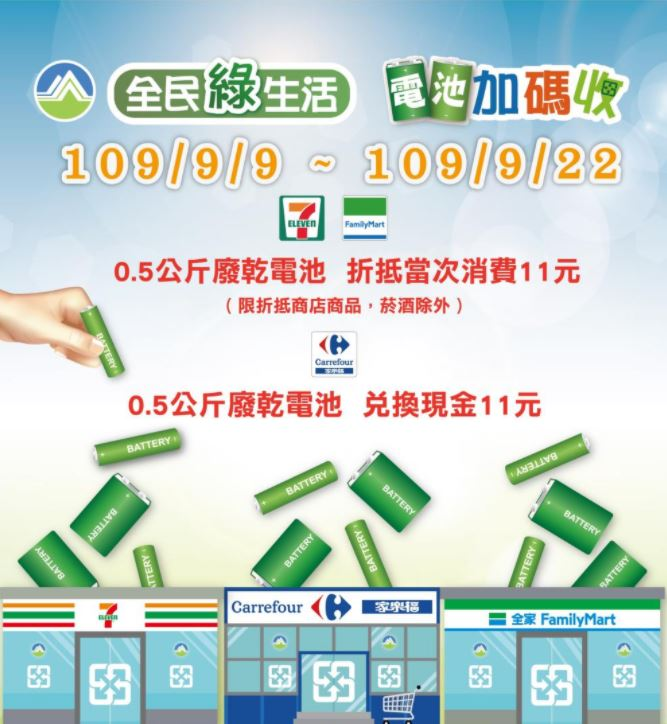 全民綠生活 電池加碼收
109/9/9 ~ 109/9/22
7 ELEVEn FamilyMart
0.5公斤廢乾電池 折抵當次消費11元
(限折抵商店商品，菸酒除外)
Carrefour
家樂福
0.5公斤廢乾電池 兌換現金11元
BATTERY
BATTERY
BATTERY
BATTERY
BATTERY
BATTERY
BATTERY
BATTERY
BATTERY
BATTERY
BATTERY
BATTERY
BATTERY
7 ELEVEn
Carrefour 家樂福
全家 FamilyMart